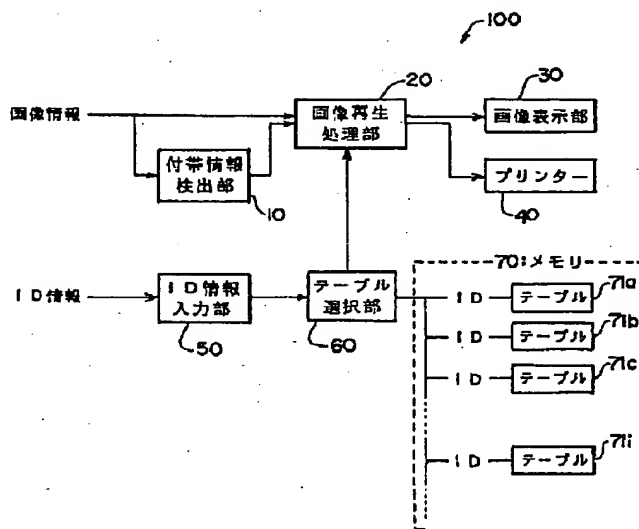 100
20
30
画像情報
画像再生
処理部
画像表示部
付帯情報
検出部
10
プリンター
40
70:メモリ
ID情報
ID情報
入力部
50
テーブル
選択部
60
ID
テーブル
71a
ID
テーブル
71b
ID
テーブル
71c
ID
テーブル
71i